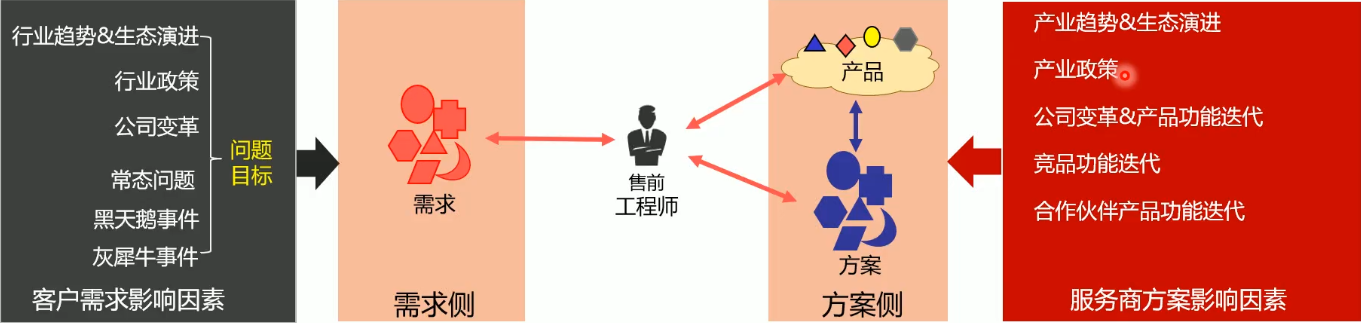 行业趋势&生态演进
行业政策
公司变革
常态问题
黑天鹅事件
灰犀牛事件
问题
目标
客户需求影响因素
需求
需求侧
售前
工程师
产品
方案
方案侧
产业趋势&生态演进
产业政策
公司变革&产品功能迭代
竞品功能迭代
合作伙伴产品功能迭代
服务商方案影响因素